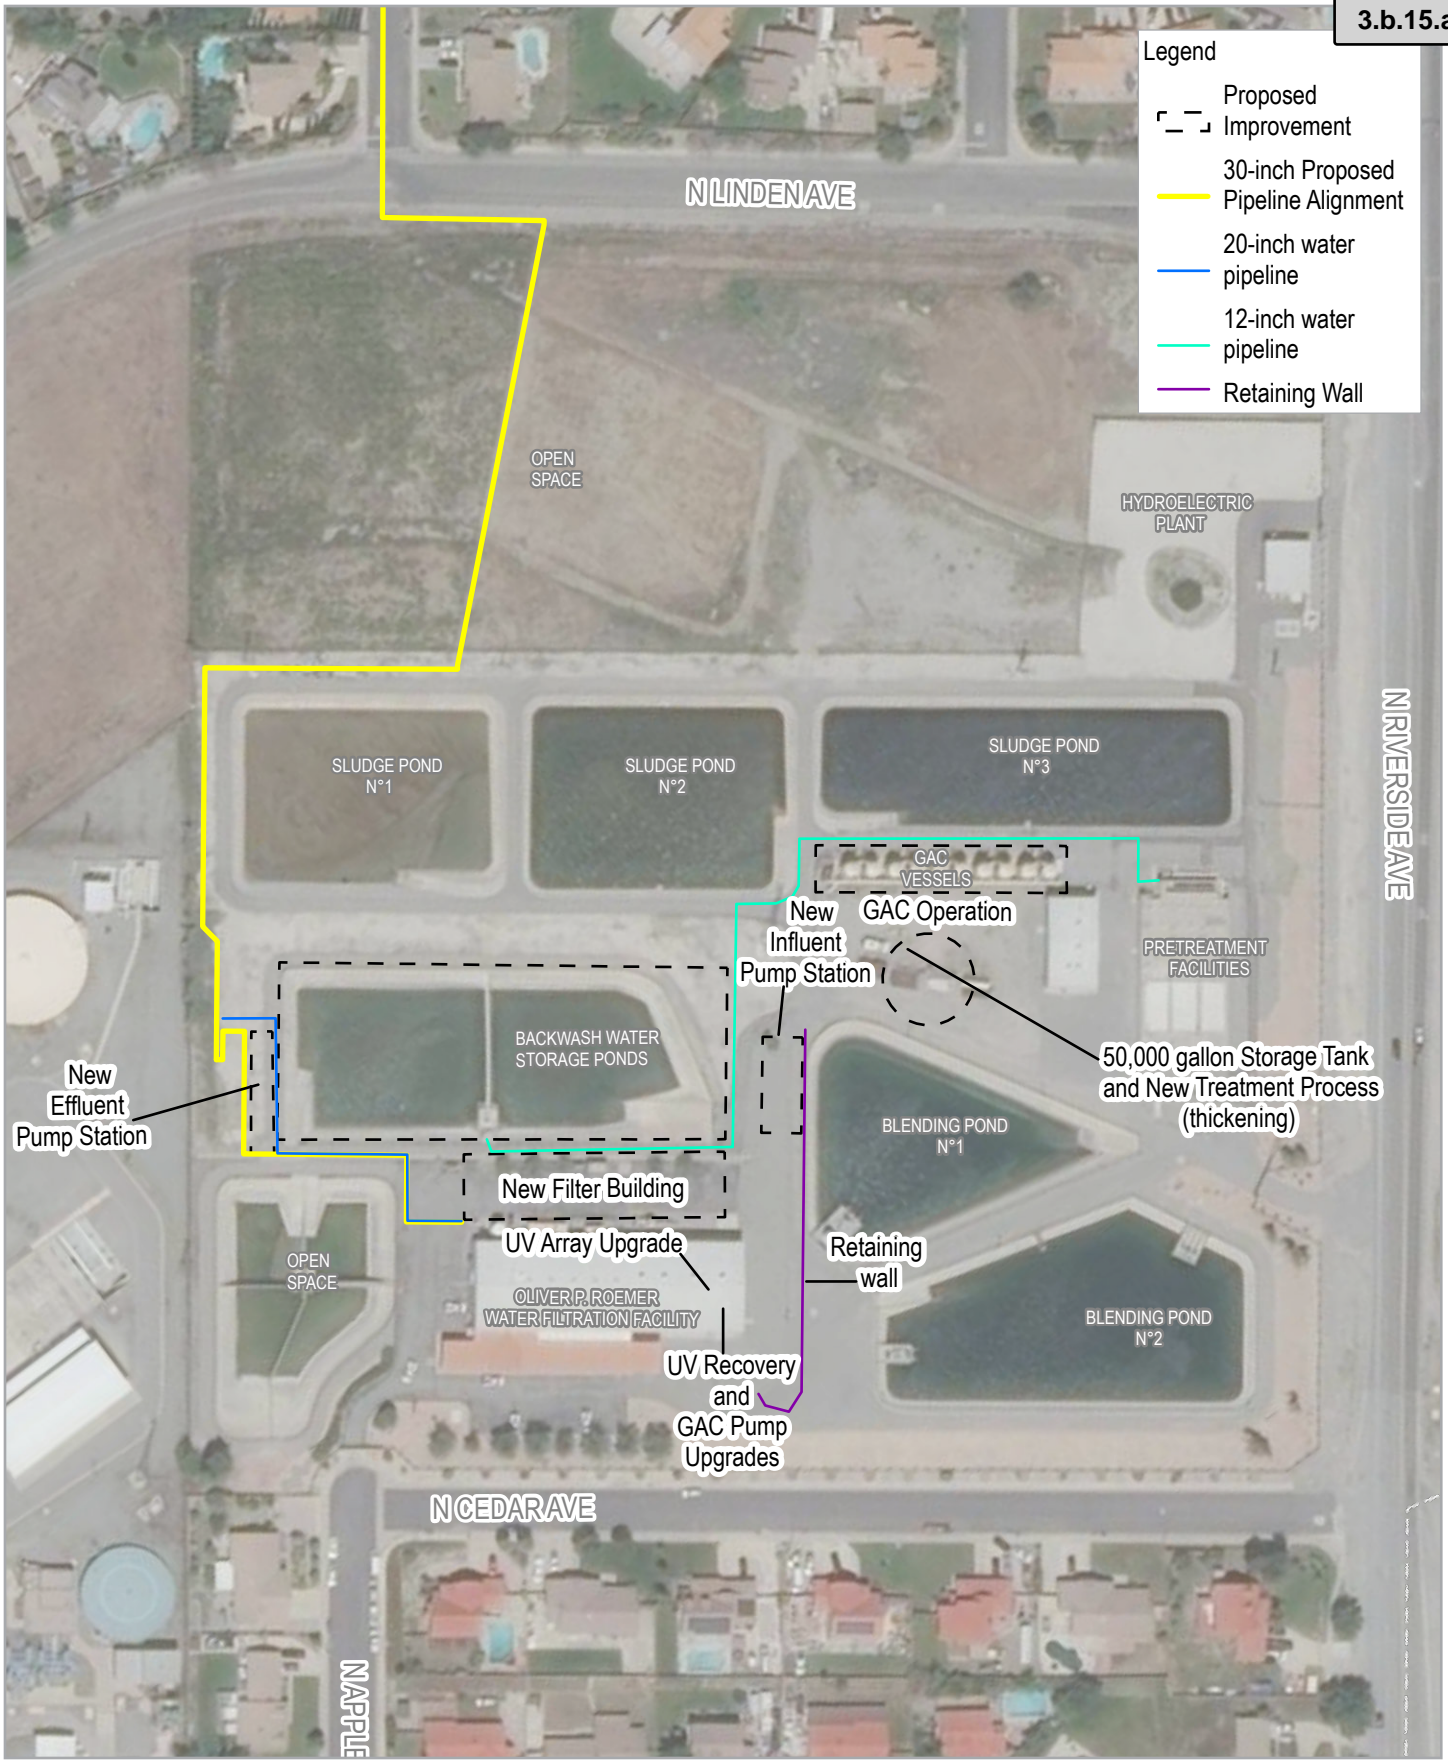 3.b.15.a
Legend
Proposed
Improvement
30-inch Proposed
Pipeline Alignment
20-inch water
pipeline
12-inch water
pipeline
Retaining Wall
N LINDEN AVE
OPEN
SPACE
HYDROELECTRIC
PLANT
N RIVERSIDE AVE
SLUDGE POND
N°1
SLUDGE POND
N°2
SLUDGE POND
N°3
GAC
VESSELS
GAC Operation
New
Influent
Pump Station
PRETREATMENT
FACILITIES
BACKWASH WATER
STORAGE PONDS
50,000 gallon Storage Tank
and New Treatment Process
(thickening)
New
Effluent
Pump Station
BLENDING POND
N°1
New Filter Building
UV Array Upgrade
Retaining
wall
OPEN
SPACE
OLIVER P. ROEMER
WATER FILTRATION FACILITY
BLENDING POND
N°2
UV Recovery
and
GAC Pump
Upgrades
N CEDAR AVE
N APPLE